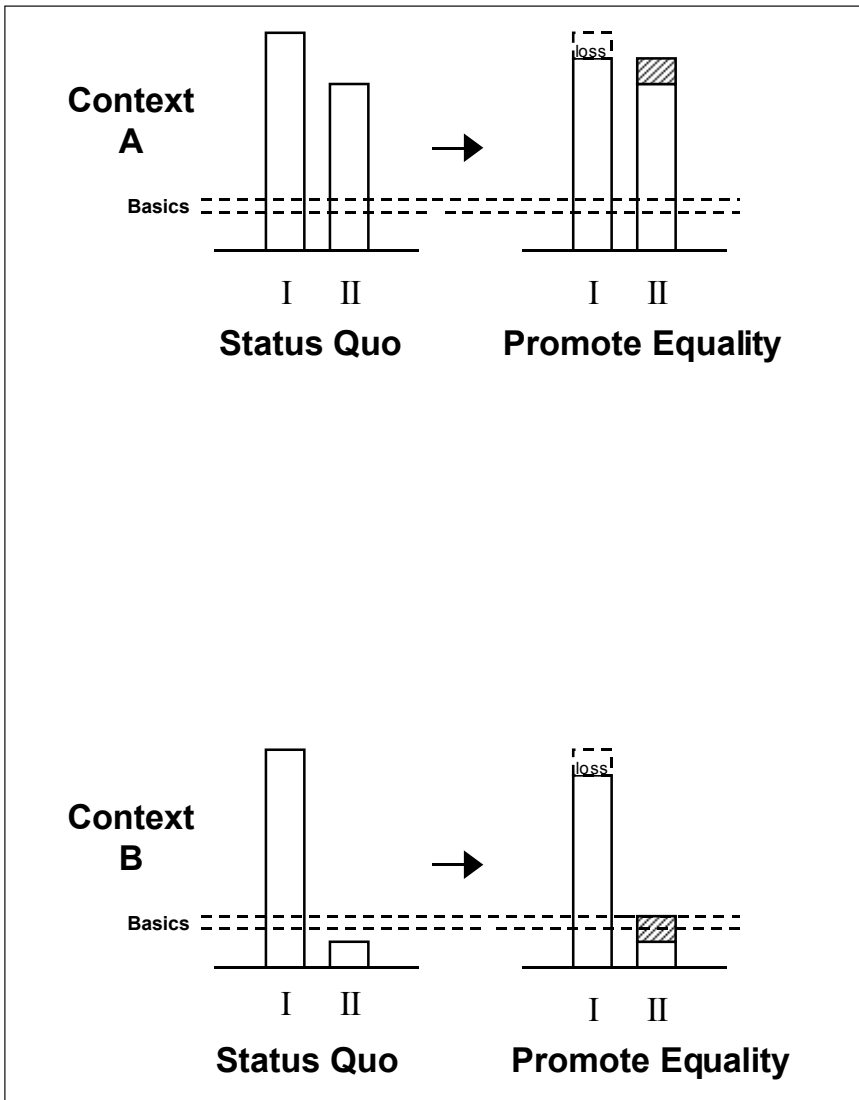 loss
Context
A
Basics
I II I II
Status Quo Promote Equality
loss
Context
B
Basics
I II I II
Status Quo Promote Equality